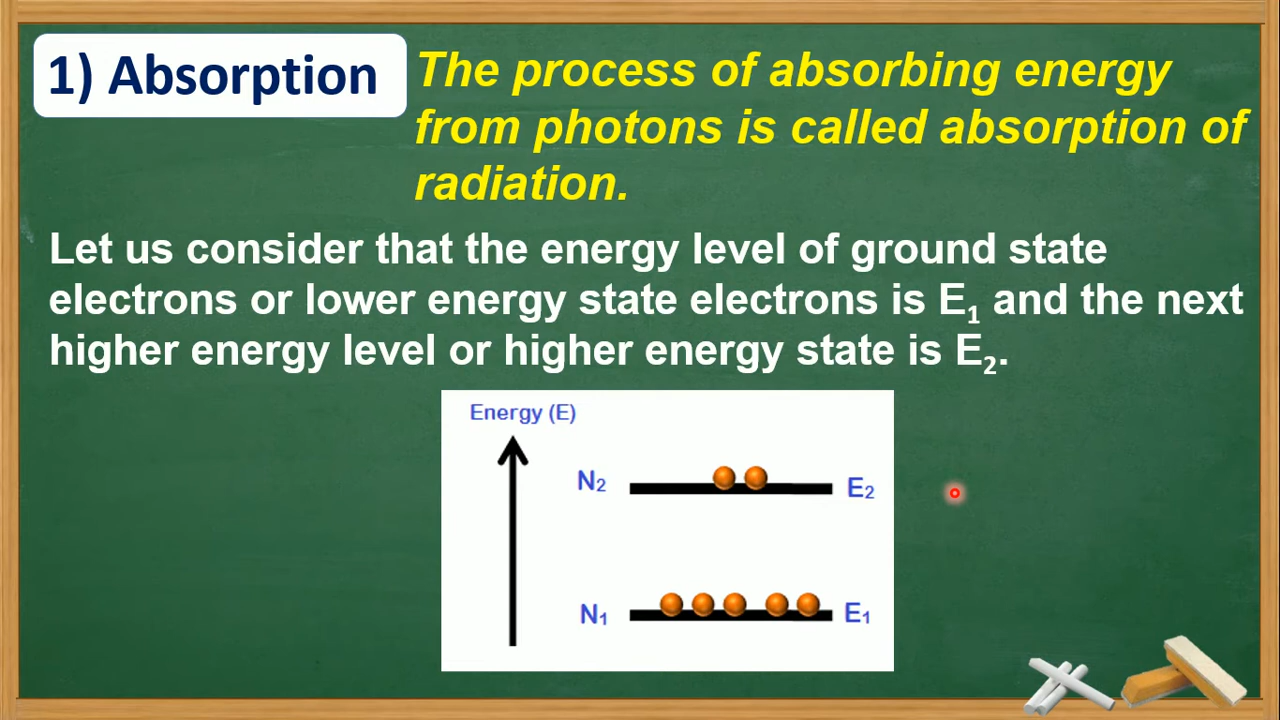 1) Absorption
The process of absorbing energy
from photons is called absorption of
radiation.
Let us consider that the energy level of ground state
electrons or lower energy state electrons is E₁ and the next
higher energy level or higher energy state is E₂.
Energy (E)
N₂ E₂
N₁ E₁